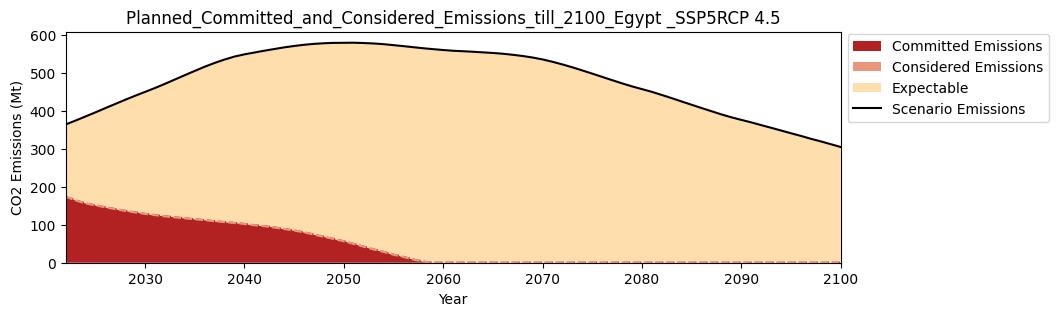 Planned_Committed_and_Considered_Emissions_till_2100_Egypt _SSP5RCP 4.5
CO2 Emissions (Mt)
600
500
400
300
200
100
0
2030 2040 2050 2060 2070 2080 2090 2100
Year
Committed Emissions
Considered Emissions
Expectable
Scenario Emissions